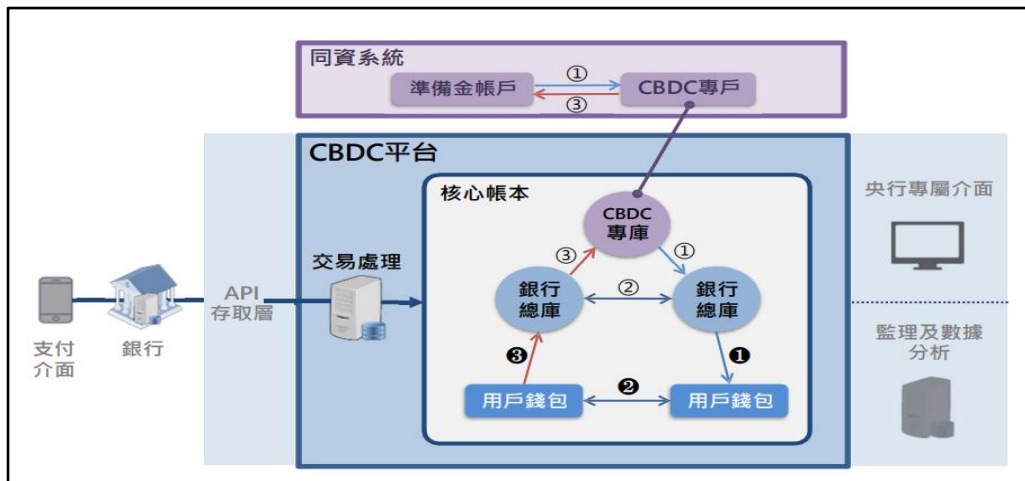 同資系統
準備金帳戶
①
③
CBDC專戶
CBDC平台
核心帳本
CBDC
專庫
③
①
銀行
總庫
②
銀行
總庫
❸
❶
用戶錢包
❷
用戶錢包
交易處理
API
存取層
支付
介面
銀行
央行專屬介面
監理及數據
分析